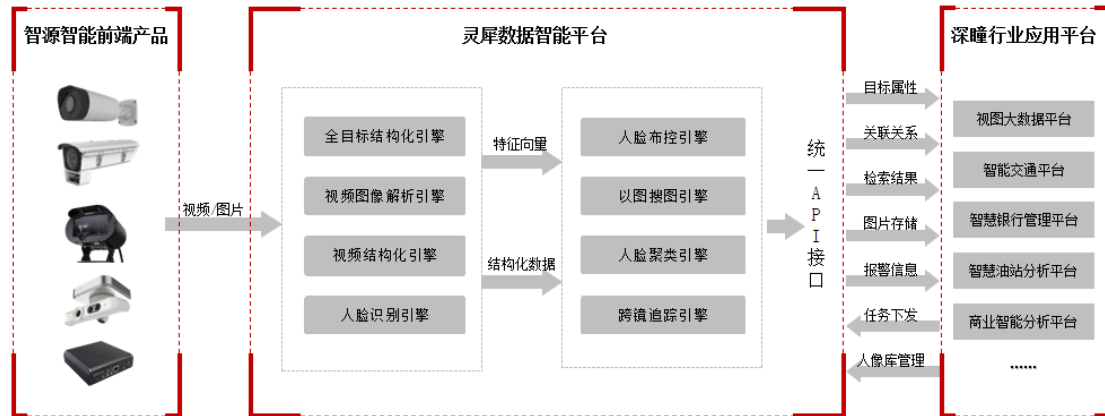 智源智能前端产品
灵犀数据智能平台
深瞳行业应用平台
视频/图片
全目标结构化引擎
视频图像解析引擎
视频结构化引擎
人脸识别引擎
特征向量
结构化数据
人脸布控引擎
以图搜图引擎
人脸聚类引擎
跨镜追踪引擎
统一API接口
目标属性
关联关系
检索结果
图片存储
报警信息
任务下发
人像库管理
视图大数据平台
智能交通平台
智慧银行管理平台
智慧油站分析平台
商业智能分析平台
......